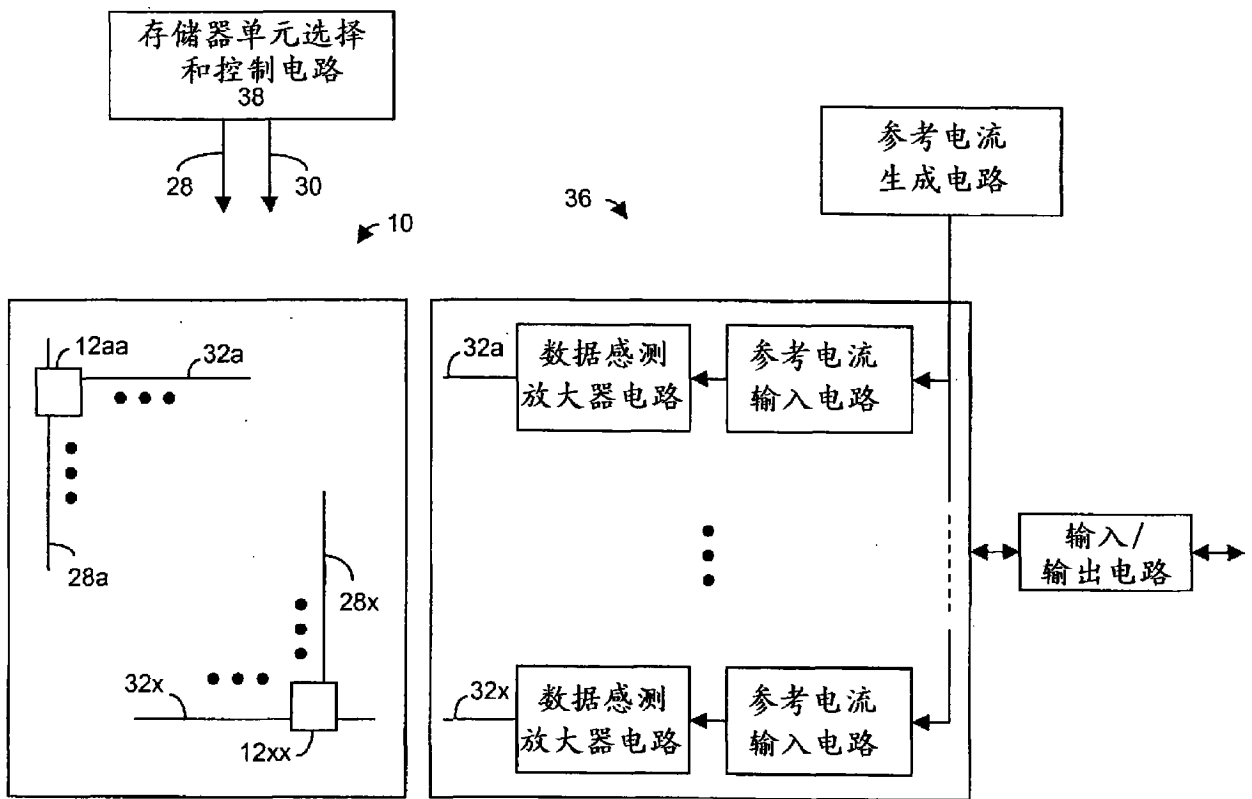 存储器单元选择
和控制电路
38
28
30
10
36
参考电流
生成电路
12aa
32a
28a
28x
32x
12xx
32a
数据感测
放大器电路
参考电流
输入电路
32x
数据感测
放大器电路
参考电流
输入电路
输入/
输出电路